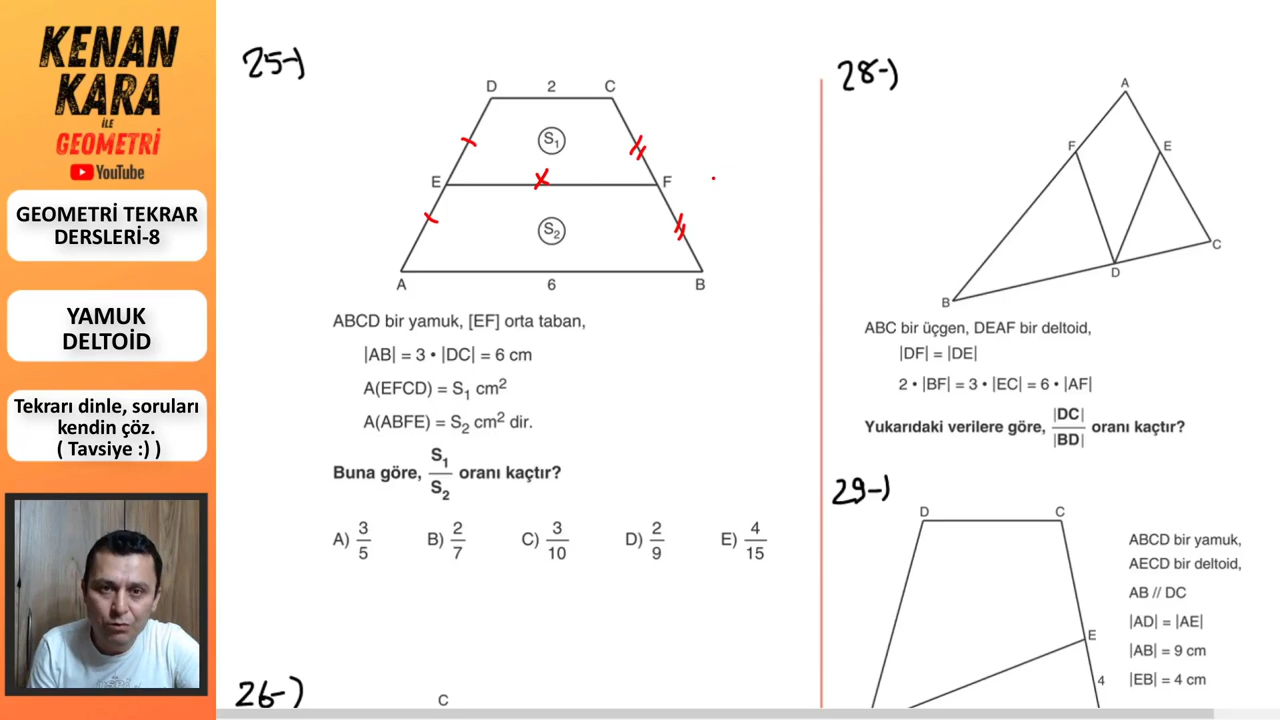 KENAN
KARA
İLE
GEOMETRİ
YouTube
GEOMETRİ TEKRAR
DERSLERİ-8
YAMUK
DELTOİD
Tekrarı dinle, soruları
kendin çöz.
( Tavsiye :) )
25-)
D 2 C
S1
E F
S2
A 6 B
ABCD bir yamuk, [EF] orta taban,
|AB| = 3 • |DC| = 6 cm
A(EFCD) = S1 cm²
A(ABFE) = S2 cm² dir.
Buna göre, S1/S2 oranı kaçtır?
A) 3/5 B) 2/7 C) 3/10 D) 2/9 E) 4/15
26-)
C
28-)
A
F E
C
D
B
ABC bir üçgen, DEAF bir deltoid,
|DF| = |DE|
2 • |BF| = 3 • |EC| = 6 • |AF|
Yukarıdaki verilere göre, |DC|/|BD| oranı kaçtır?
29-)
D C
E
4
ABCD bir yamuk,
AECD bir deltoid,
AB // DC
|AD| = |AE|
|AB| = 9 cm
|EB| = 4 cm